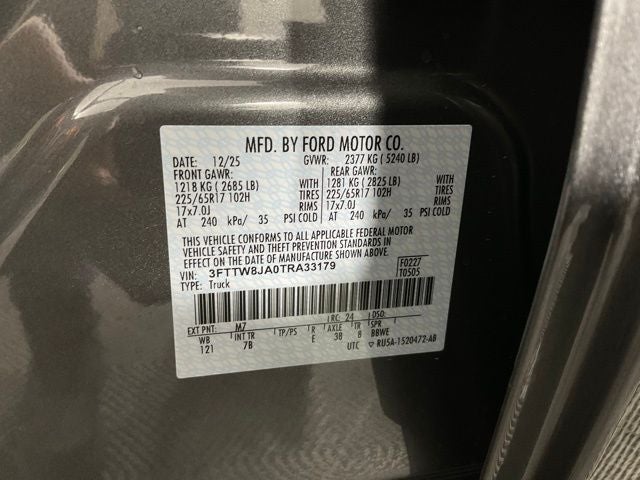 MFD. BY FORD MOTOR CO.
DATE: 12/25 GVWR: 2377 KG (5240 LB)
FRONT GAWR: REAR GAWR:
1218 KG (2685 LB) WITH 1281 KG (2825 LB) WITH
225/65R17 102H TIRES 225/65R17 102H TIRES
17x7.0J RIMS 17x7.0J RIMS
AT 240 kPa/ 35 PSI COLD AT 240 kPa/ 35 PSI COLD
THIS VEHICLE CONFORMS TO ALL APPLICABLE FEDERAL MOTOR
VEHICLE SAFETY AND THEFT PREVENTION STANDARDS IN
EFFECT ON THE DATE OF MANUFACTURE SHOWN ABOVE.
VIN: 3FTTW8JA0TRA33179 F0227
TYPE: Truck T0505
EXT PNT: M7 RC: 24 DSO:
WB INT TR TP/PS R AXLE TR SPR
121 7B E 38 8 BBWE
UTC ▽ RU5A-1520472-AB